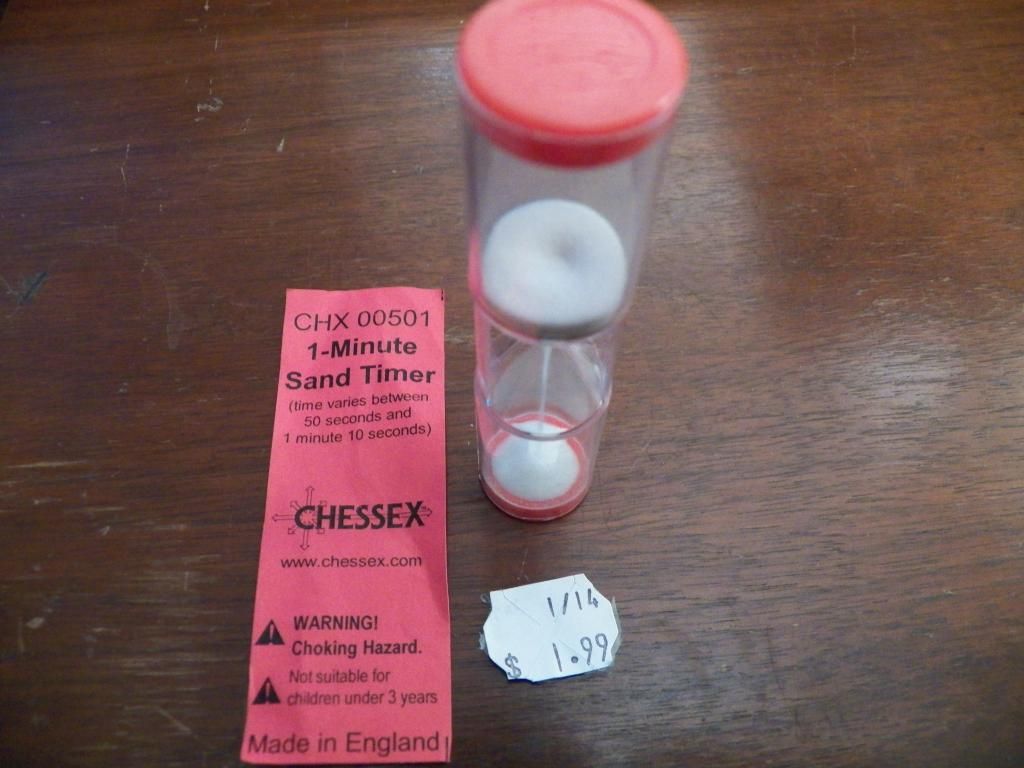 CHX 00501
1-Minute
Sand Timer
(time varies between
50 seconds and
1 minute 10 seconds)
CHESSEX
www.chessex.com
WARNING!
Choking Hazard.
Not suitable for
children under 3 years
Made in England
1/14
$ 1.99